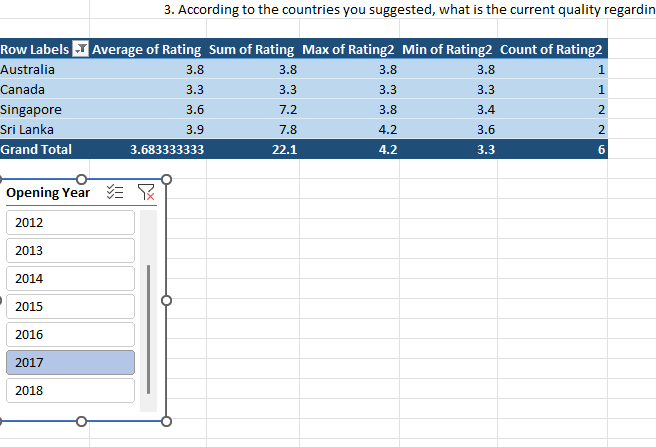 3. According to the countries you suggested, what is the current quality regardin
Row Labels Average of Rating Sum of Rating Max of Rating2 Min of Rating2 Count of Rating2
Australia 3.8 3.8 3.8 3.8 1
Canada 3.3 3.3 3.3 3.3 1
Singapore 3.6 7.2 3.8 3.4 2
Sri Lanka 3.9 7.8 4.2 3.6 2
Grand Total 3.683333333 22.1 4.2 3.3 6
Opening Year
2012
2013
2014
2015
2016
2017
2018